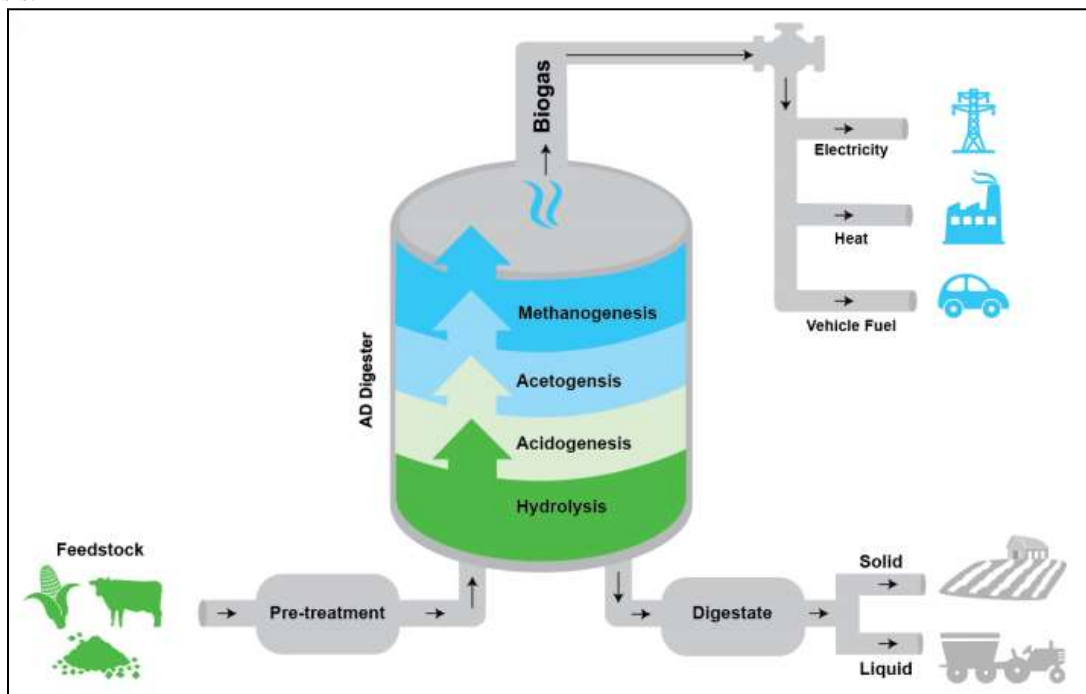 Biogas
Electricity
Heat
Vehicle Fuel
AD Digester
Methanogenesis
Acetogensis
Acidogenesis
Hydrolysis
Feedstock
Pre-treatment
Digestate
Solid
Liquid